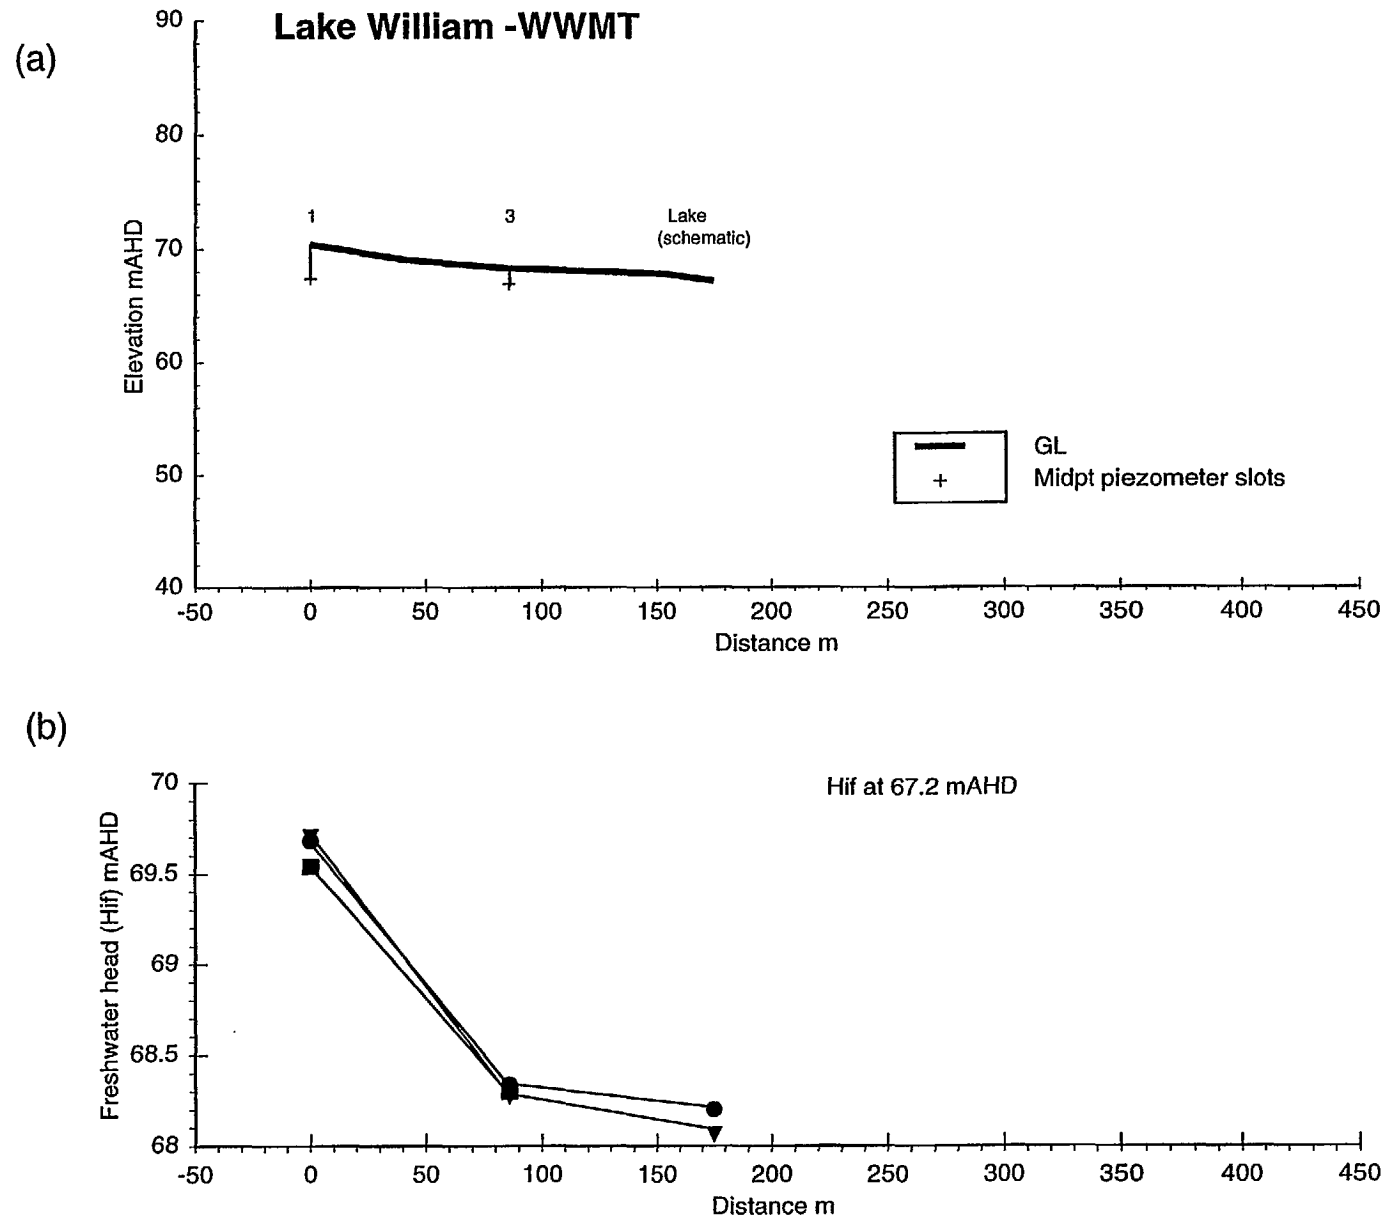 Lake William -WWMT
(a)
90
80
70
60
50
40
Elevation mAHD
1
3
Lake
(schematic)
GL
Midpt piezometer slots
-50 0 50 100 150 200 250 300 350 400 450
Distance m
(b)
Hif at 67.2 mAHD
70
69.5
69
68.5
68
Freshwater head (Hif) mAHD
-50 0 50 100 150 200 250 300 350 400 450
Distance m